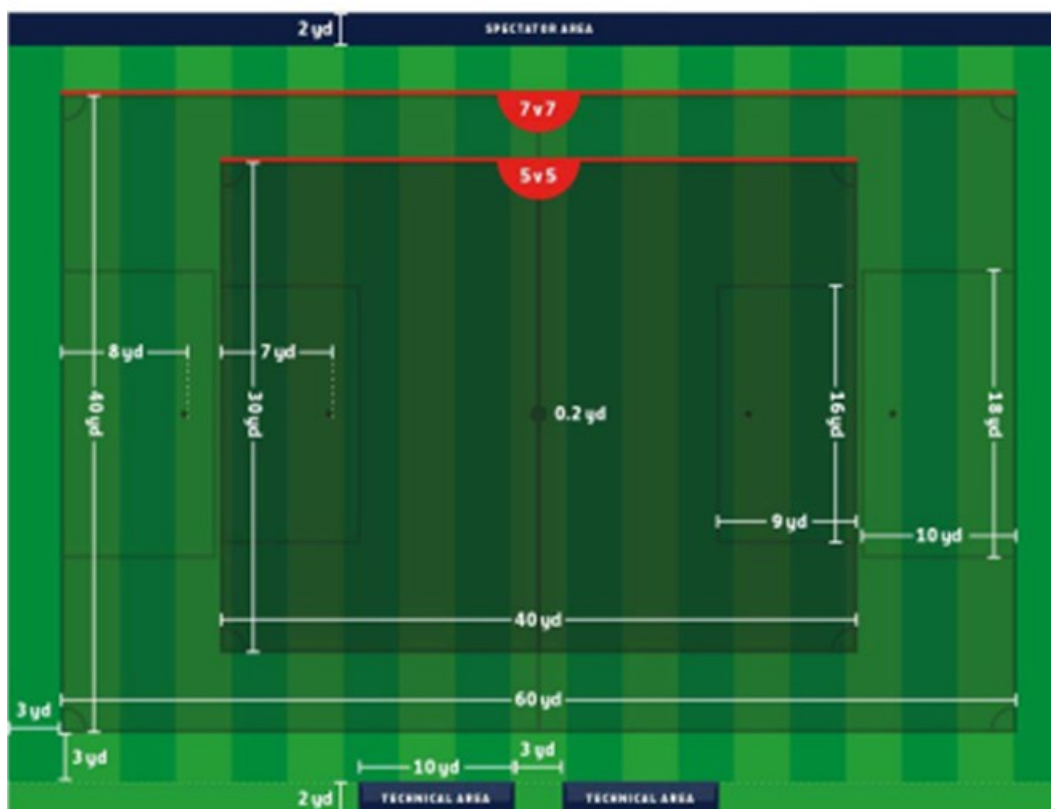 2 yd
SPECTATOR AREA
7 v 7
5 v 5
8 yd
7 yd
40 yd
30 yd
0.2 yd
16 yd
18 yd
9 yd
10 yd
40 yd
60 yd
3 yd
3 yd
10 yd
3 yd
2 yd
TECHNICAL AREA
TECHNICAL AREA